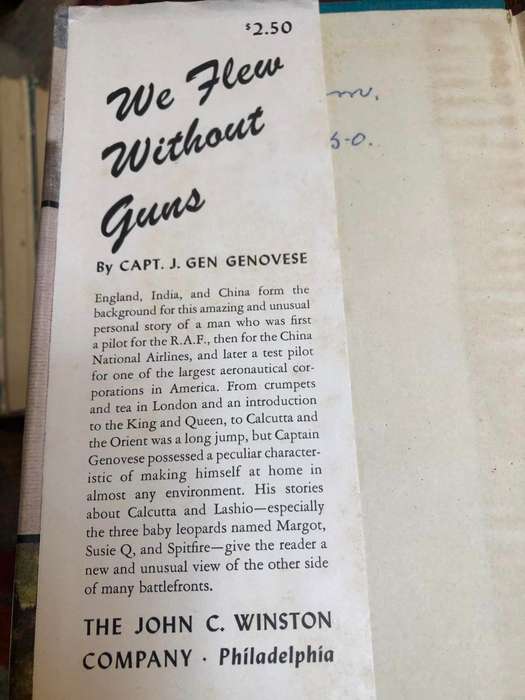 $2.50
We Flew
Without
Guns
By CAPT. J. GEN GENOVESE
England, India, and China form the
background for this amazing and unusual
personal story of a man who was first
a pilot for the R.A.F., then for the China
National Airlines, and later a test pilot
for one of the largest aeronautical cor-
porations in America. From crumpets
and tea in London and an introduction
to the King and Queen, to Calcutta and
the Orient was a long jump, but Captain
Genovese possessed a peculiar character-
istic of making himself at home in
almost any environment. His stories
about Calcutta and Lashio—especially
the three baby leopards named Margot,
Susie Q, and Spitfire—give the reader a
new and unusual view of the other side
of many battlefronts.
THE JOHN C. WINSTON
COMPANY · Philadelphia